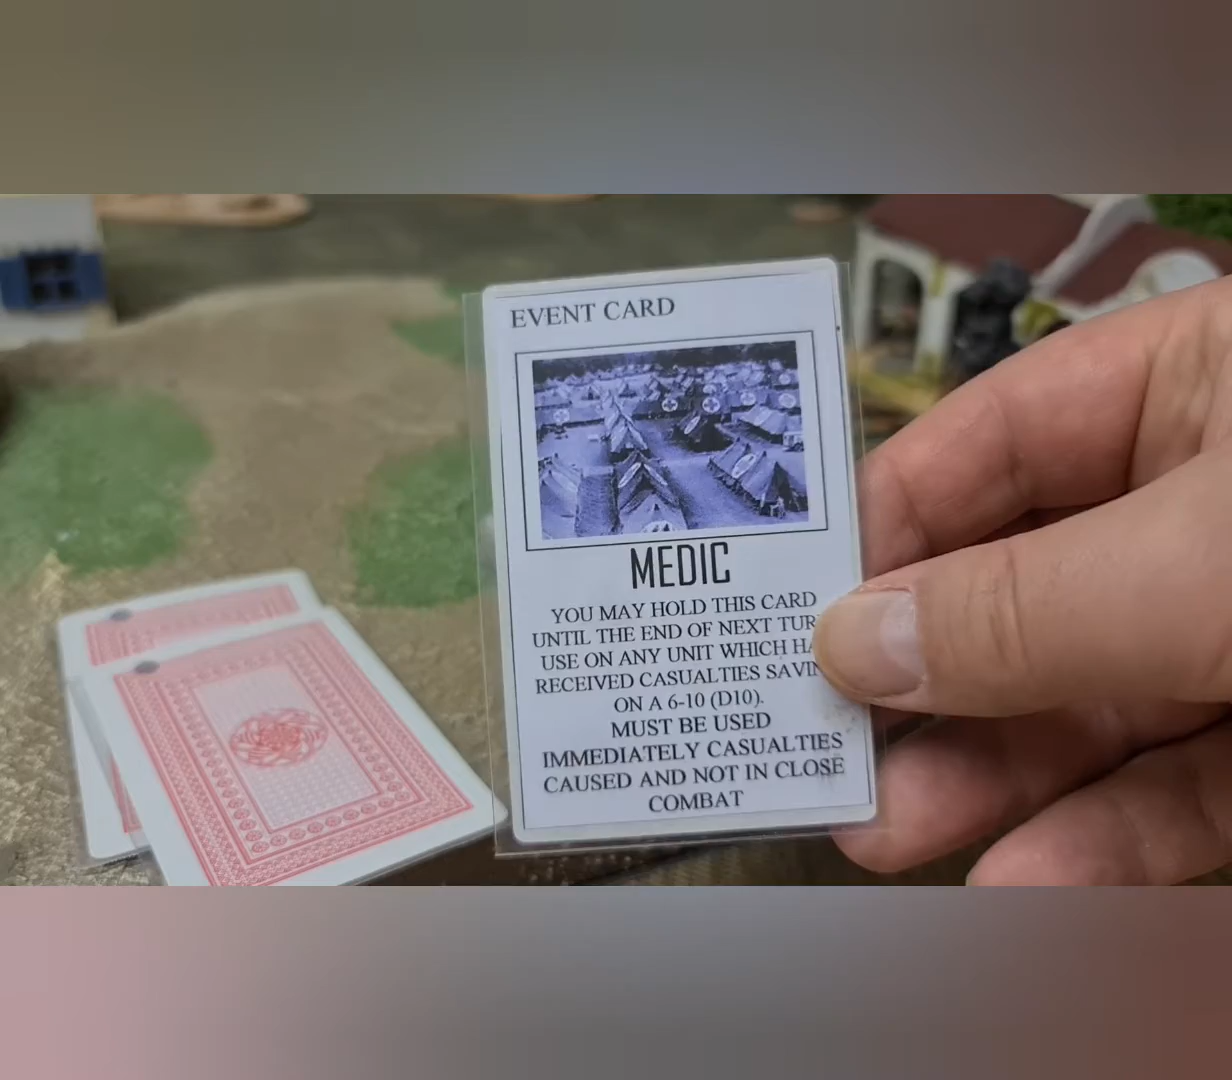 EVENT CARD
MEDIC
YOU MAY HOLD THIS CARD
UNTIL THE END OF NEXT
USE ON ANY UNIT WHICH
RECEIVED CASUALTIES
ON A 6-10 (D10).
MUST BE USED
IMMEDIATELY CASUALTIES
CAUSED AND NOT IN CLOSE
COMBAT